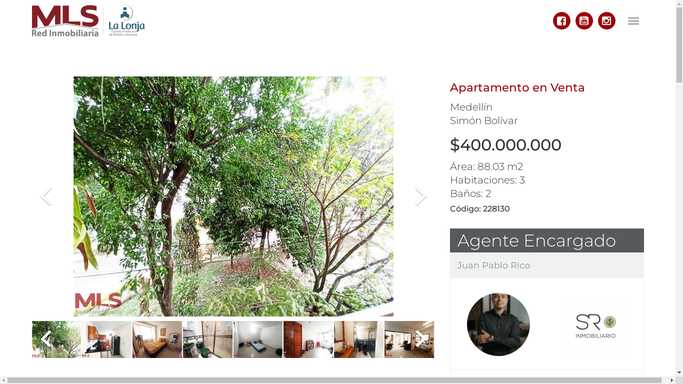 MLS
Red Inmobiliaria
La Lonja
Apartamento en Venta
Medellín
Simón Bolívar
$400.000.000
Área: 88.03 m2
Habitaciones: 3
Baños: 2
Código: 228130
Agente Encargado
Juan Pablo Rico
MLS
SR
INMOBILIARIO